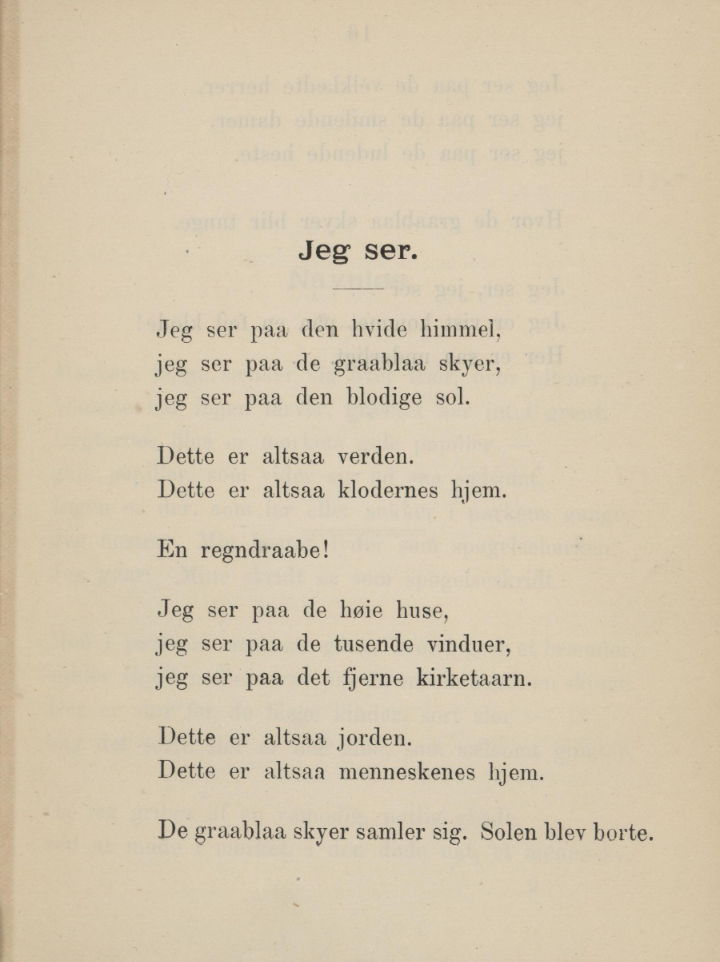 Jeg ser.
Jeg ser paa den hvide himmel,
jeg ser paa de graablaa skyer,
jeg ser paa den blodige sol.
Dette er altsaa verden.
Dette er altsaa klodernes hjem.
En regndraabe!
Jeg ser paa de høie huse,
jeg ser paa de tusende vinduer,
jeg ser paa det fjerne kirketaarn.
Dette er altsaa jorden.
Dette er altsaa menneskenes hjem.
De graablaa skyer samler sig. Solen blev borte.